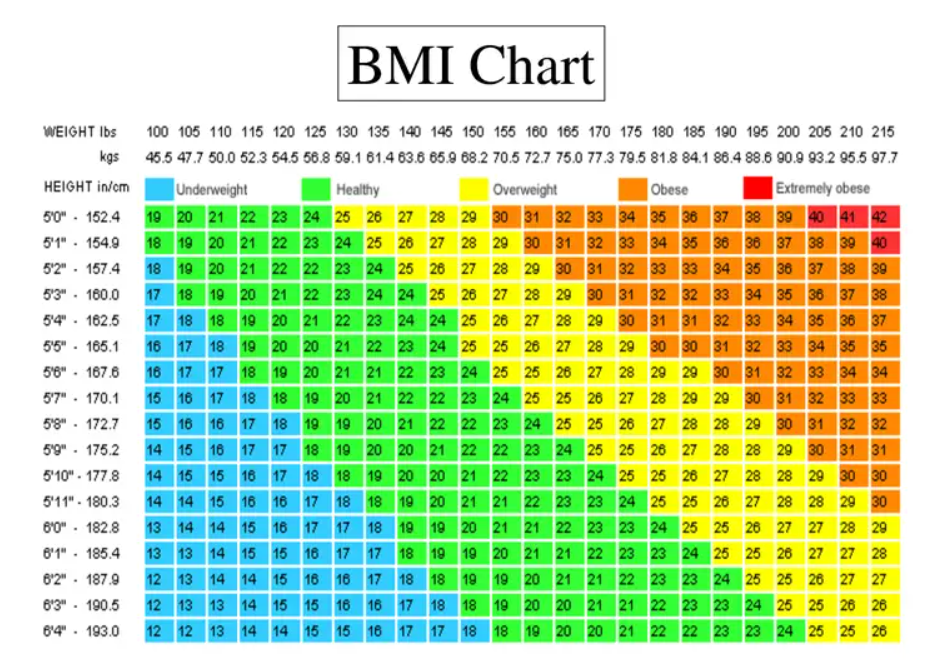 BMI Chart
WEIGHT lbs 100 105 110 115 120 125 130 135 140 145 150 155 160 165 170 175 180 185 190 195 200 205 210 215
kgs 45.5 47.7 50.0 52.3 54.5 56.8 59.1 61.4 63.6 65.9 68.2 70.5 72.7 75.0 77.3 79.5 81.8 84.1 86.4 88.6 90.9 93.2 95.5 97.7
HEIGHT in/cm Underweight Healthy Overweight Obese Extremely obese
5'0" - 152.4 19 20 21 22 23 24 25 26 27 28 29 30 31 32 33 34 35 36 37 38 39 40 41 42
5'1" - 154.9 18 19 20 21 22 23 24 25 26 27 28 29 30 31 32 33 34 35 36 36 37 38 39 40
5'2" - 157.4 18 19 20 21 22 22 23 24 25 26 27 28 29 30 31 32 33 33 34 35 36 37 38 39
5'3" - 160.0 17 18 19 20 21 22 23 24 24 25 26 27 28 29 30 31 32 32 33 34 35 36 37 38
5'4" - 162.5 17 18 18 19 20 21 22 23 24 24 25 26 27 28 29 30 31 31 32 33 34 35 36 37
5'5" - 165.1 16 17 18 19 20 20 21 22 23 24 25 25 26 27 28 29 30 30 31 32 33 34 35 35
5'6" - 167.6 16 17 17 18 19 20 21 21 22 23 24 25 25 26 27 28 29 29 30 31 32 33 34 34
5'7" - 170.1 15 16 17 18 18 19 20 21 22 22 23 24 25 25 26 27 28 29 29 30 31 32 33 33
5'8" - 172.7 15 16 16 17 18 19 19 20 21 22 22 23 24 25 25 26 27 28 28 29 30 31 32 32
5'9" - 175.2 14 15 16 17 17 18 19 20 20 21 22 22 23 24 25 25 26 27 28 28 29 30 31 31
5'10" - 177.8 14 15 15 16 17 18 18 19 20 20 21 22 23 23 24 25 25 26 27 28 28 29 30 30
5'11" - 180.3 14 14 15 16 16 17 18 18 19 20 21 21 22 23 23 24 25 25 26 27 28 28 29 30
6'0" - 182.8 13 14 14 15 16 17 17 18 19 19 20 21 21 22 23 23 24 25 25 26 27 27 28 29
6'1" - 185.4 13 13 14 15 15 16 17 17 18 19 19 20 21 21 22 23 23 24 25 25 26 27 27 28
6'2" - 187.9 12 13 14 14 15 16 16 17 18 18 19 19 20 21 21 22 23 23 24 25 25 26 27 27
6'3" - 190.5 12 13 13 14 15 15 16 16 17 18 18 19 20 20 21 21 22 23 23 24 25 25 26 26
6'4" - 193.0 12 12 13 14 14 15 15 16 17 17 18 18 19 20 20 21 22 22 23 23 24 25 25 26